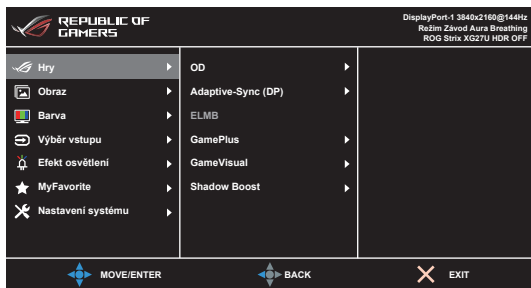 REPUBLIC OF
GAMERS
DisplayPort-1 3840x2160@144Hz
Režim Závod Aura Breathing
ROG Strix XG27U HDR OFF
Hry
Obraz
Barva
Výběr vstupu
Efekt osvětlení
MyFavorite
Nastavení systému
OD
Adaptive-Sync (DP)
ELMB
GamePlus
GameVisual
Shadow Boost
MOVE/ENTER
BACK
EXIT